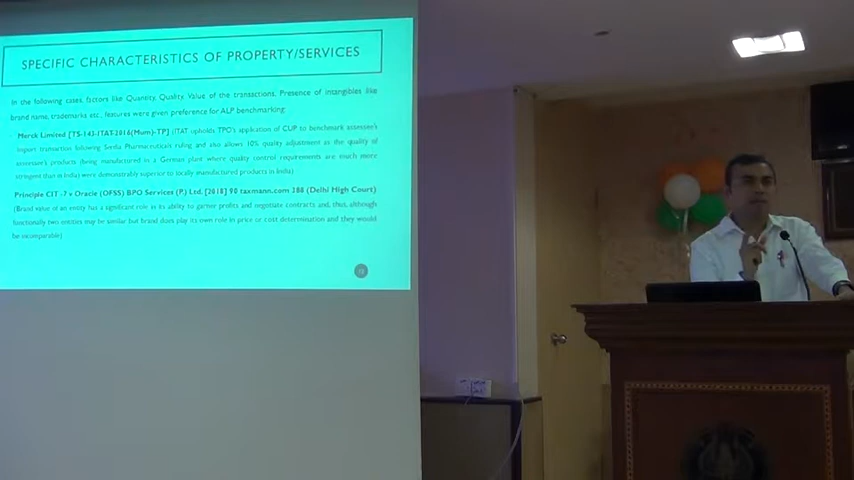 SPECIFIC CHARACTERISTICS OF PROPERTY/SERVICES
In the following cases, factors like Quantity, Quality, Value of the transactions, Presence of intangibles like
brand name, trademarks etc., features were given preference for ALP benchmarking:
Merck Limited [TS-143-ITAT-2016(Mum)-TP] (ITAT upholds TPO's application of CUP to benchmark assessee's
import transaction following Serdia Pharmaceuticals ruling and also allows 10% quality adjustment as the quality of
assessee's products (being manufactured in a German plant where quality control requirements are much more
stringent than in India) were demonstrably superior to locally manufactured products in India)
Principle CIT -7 v Oracle (OFSS) BPO Services (P.) Ltd. [2018] 90 taxmann.com 388 (Delhi High Court)
(Brand value of an entity has a significant role as its ability to garner profits and negotiate contracts and, thus, although
functionally two entities may be similar but brand does play its own role in price or cost determination and they would
be incomparable)